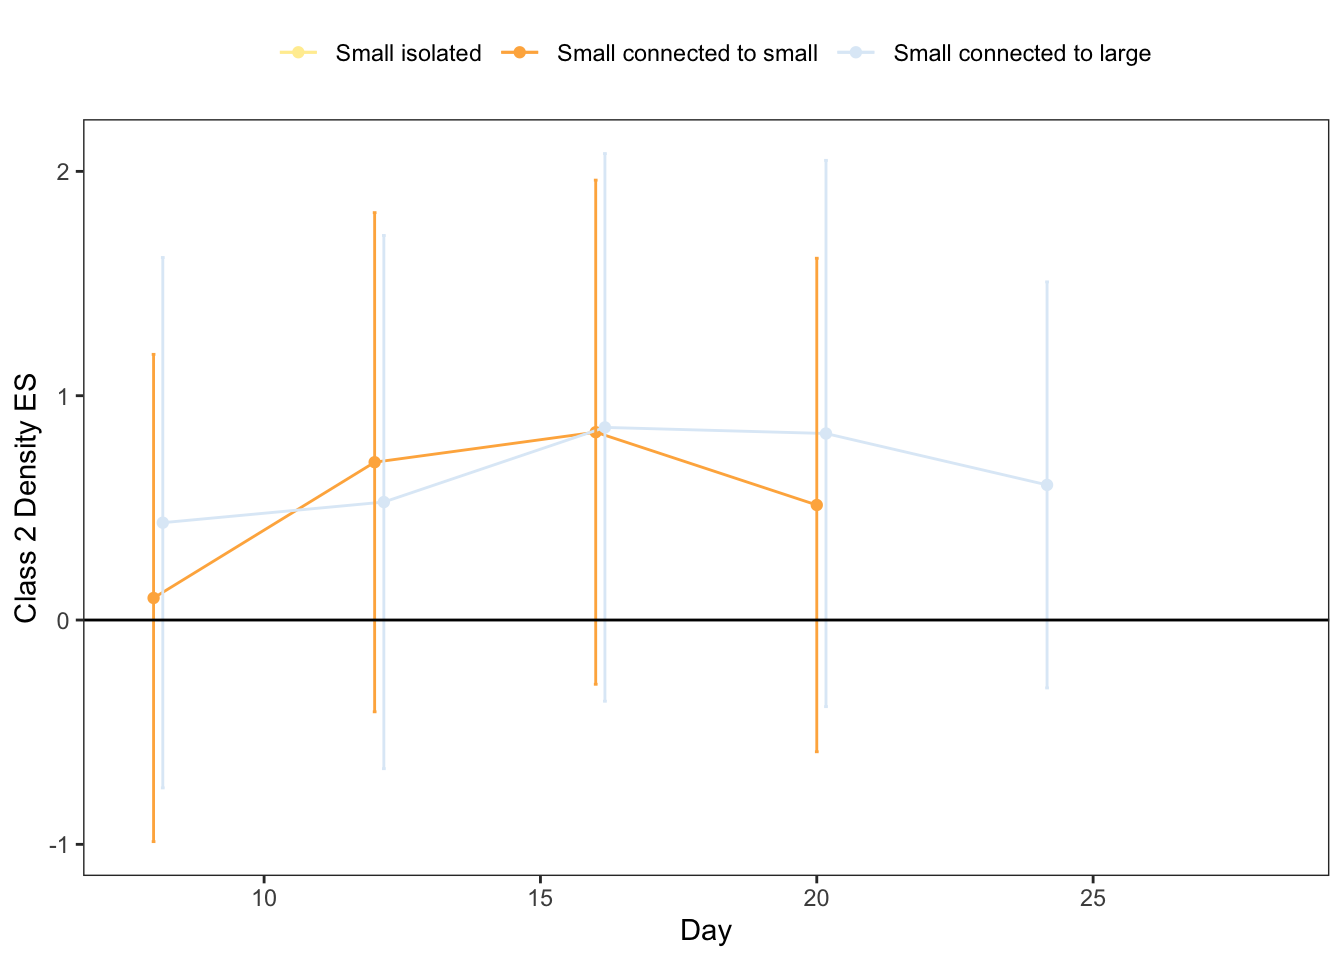 Small isolated Small connected to small Small connected to large
Class 2 Density ES
2
1
0
-1
10 15 20 25
Day